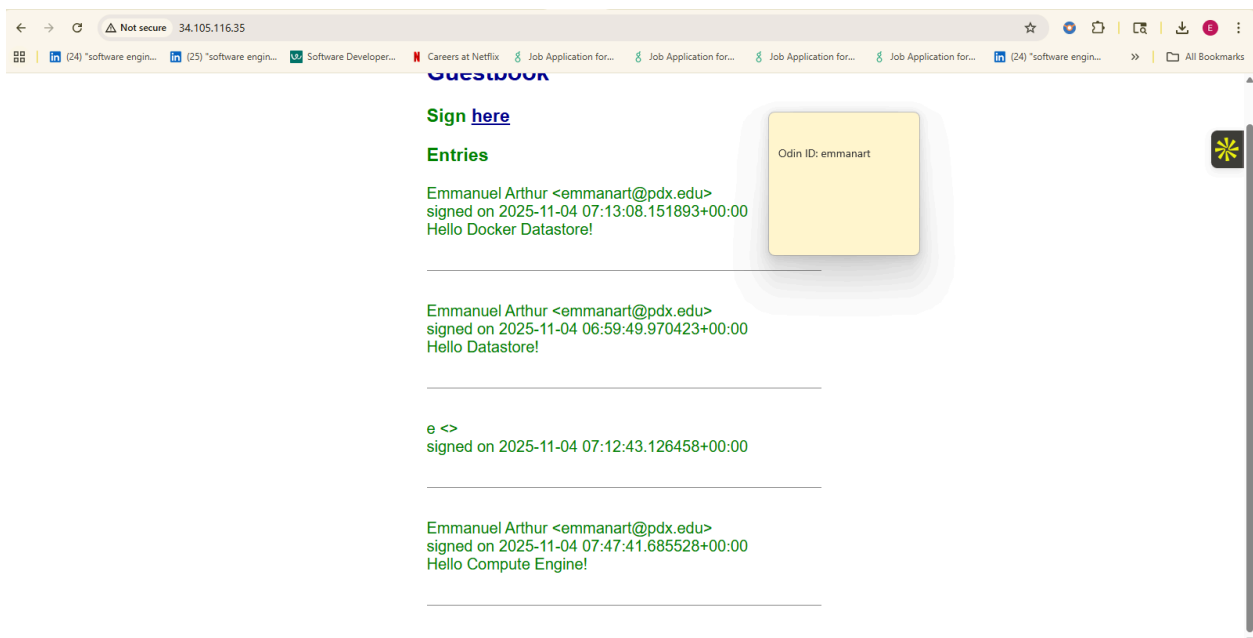 Not secure 34.105.116.35
E
(24) "software engin... (25) "software engin... Software Developer... Careers at Netflix Job Application for... Job Application for... Job Application for... Job Application for... (24) "software engin... » All Bookmarks
Guestbook
Sign here
Entries
Emmanuel Arthur <emmanart@pdx.edu>
signed on 2025-11-04 07:13:08.151893+00:00
Hello Docker Datastore!
Odin ID: emmanart
Emmanuel Arthur <emmanart@pdx.edu>
signed on 2025-11-04 06:59:49.970423+00:00
Hello Datastore!
e <>
signed on 2025-11-04 07:12:43.126458+00:00
Emmanuel Arthur <emmanart@pdx.edu>
signed on 2025-11-04 07:47:41.685528+00:00
Hello Compute Engine!